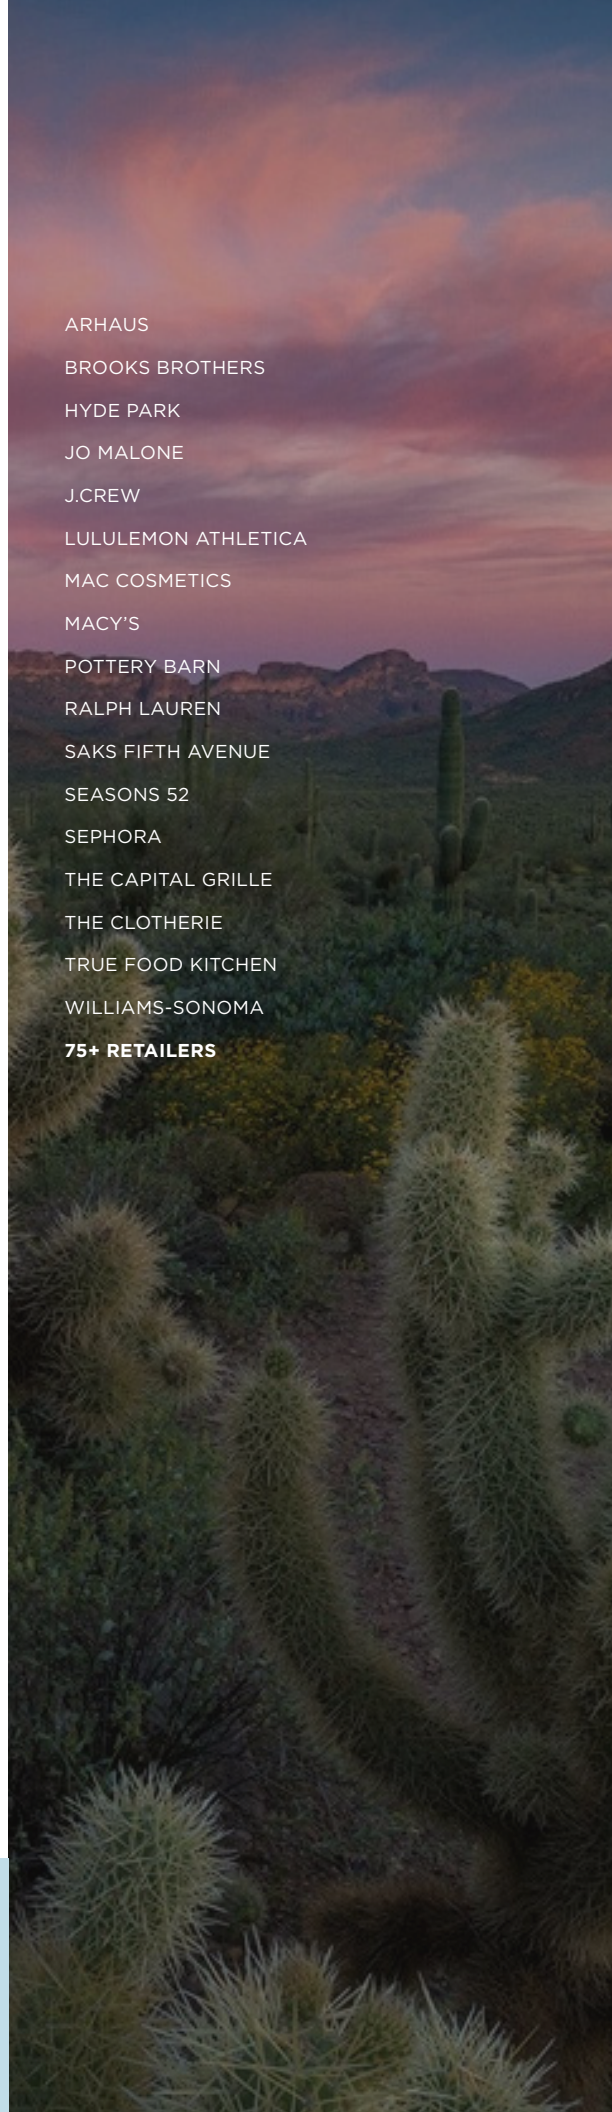 ARHAUS
BROOKS BROTHERS
HYDE PARK
JO MALONE
J.CREW
LULULEMON ATHLETICA
MAC COSMETICS
MACY’S
POTTERY BARN
RALPH LAUREN
SAKS FIFTH AVENUE
SEASONS 52
SEPHORA
THE CAPITAL GRILLE
THE CLOTHERIE
TRUE FOOD KITCHEN
WILLIAMS-SONOMA
75+ RETAILERS